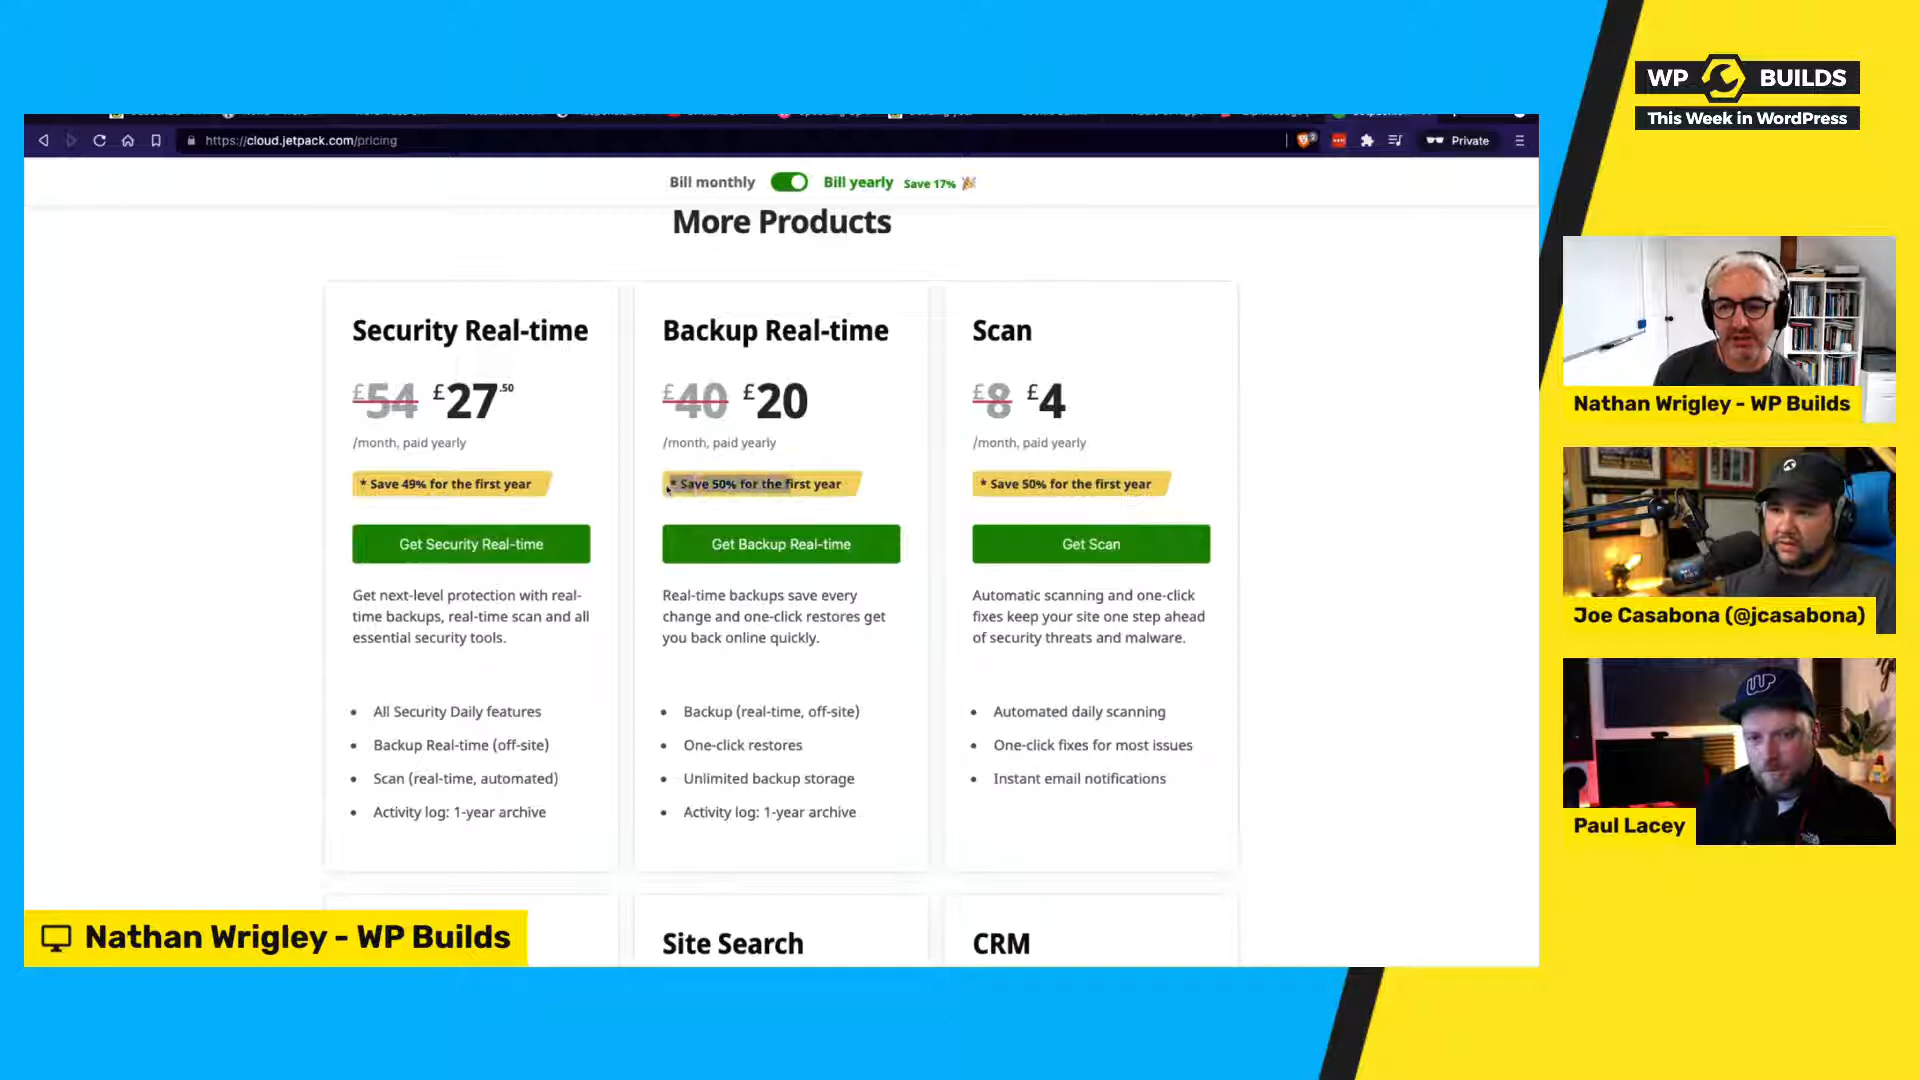 WP BUILDS
This Week in WordPress
https://cloud.jetpack.com/pricing
Private
Bill monthly Bill yearly Save 17%
More Products
Security Real-time
£54 £27.50
/month, paid yearly
* Save 49% for the first year
Get Security Real-time
Get next-level protection with real-
time backups, real-time scan and all
essential security tools.
• All Security Daily features
• Backup Real-time (off-site)
• Scan (real-time, automated)
• Activity log: 1-year archive
Backup Real-time
£40 £20
/month, paid yearly
* Save 50% for the first year
Get Backup Real-time
Real-time backups save every
change and one-click restores get
you back online quickly.
• Backup (real-time, off-site)
• One-click restores
• Unlimited backup storage
• Activity log: 1-year archive
Scan
£8 £4
/month, paid yearly
* Save 50% for the first year
Get Scan
Automatic scanning and one-click
fixes keep your site one step ahead
of security threats and malware.
• Automated daily scanning
• One-click fixes for most issues
• Instant email notifications
Site Search
CRM
Nathan Wrigley - WP Builds
Nathan Wrigley - WP Builds
Joe Casabona (@jcasabona)
Paul Lacey